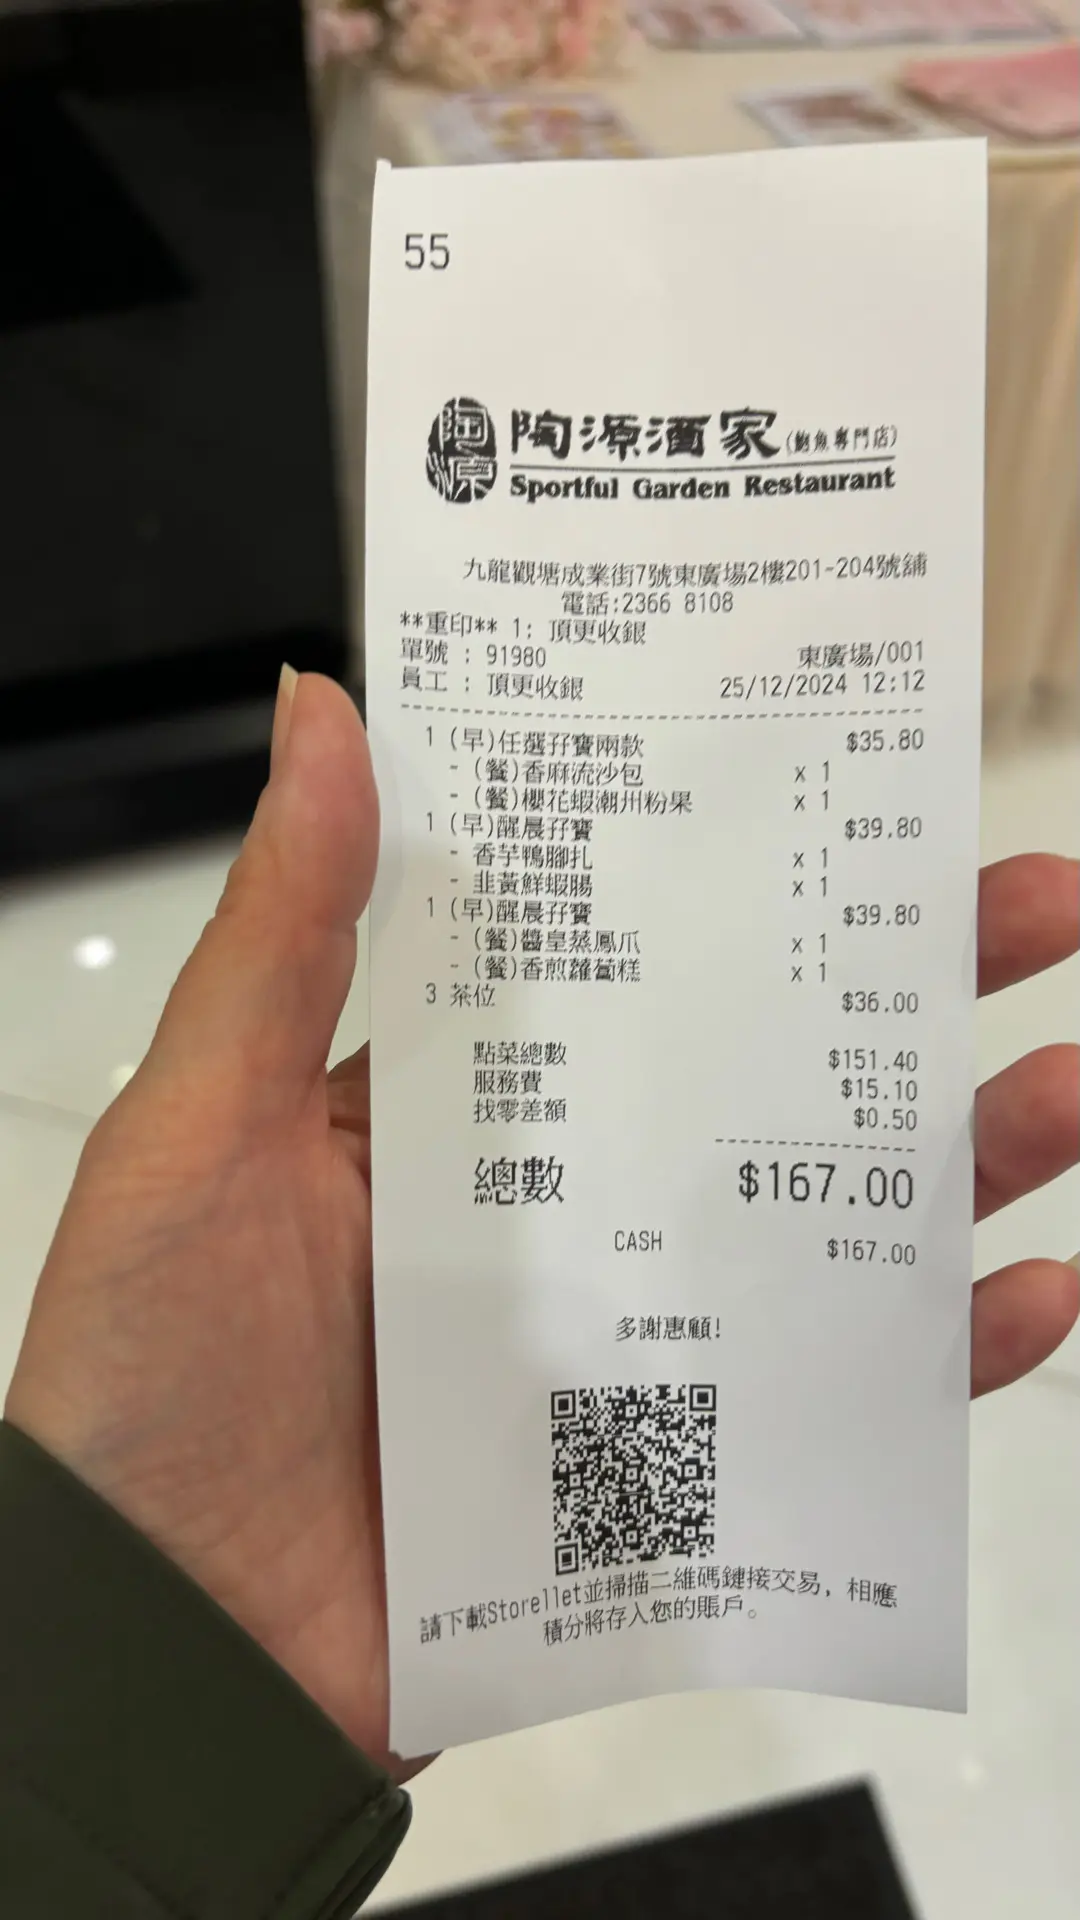 55
陶源酒家(鮑魚專門店)
Sportful Garden Restaurant
九龍觀塘成業街7號東廣場2樓201-204號舖
電話:2366 8108
**重印** 1: 頂更收銀
單號 : 91980 東廣場/001
員工 : 頂更收銀 25/12/2024 12:12
1 (早)任選孖寶兩款 $35.80
- (餐)香麻流沙包 x 1
- (餐)櫻花蝦潮州粉果 x 1
1 (早)醒晨孖寶 $39.80
- 香芋鴨腳扎 x 1
- 韭黃鮮蝦腸 x 1
1 (早)醒晨孖寶 $39.80
- (餐)醬皇蒸鳳爪 x 1
- (餐)香煎蘿蔔糕 x 1
3 茶位 $36.00
點菜總數 $151.40
服務費 $15.10
找零差額 $0.50
總數 $167.00
CASH $167.00
多謝惠顧!
請下載Storellet並掃描二維碼鏈接交易, 相應
積分將存入您的賬戶。